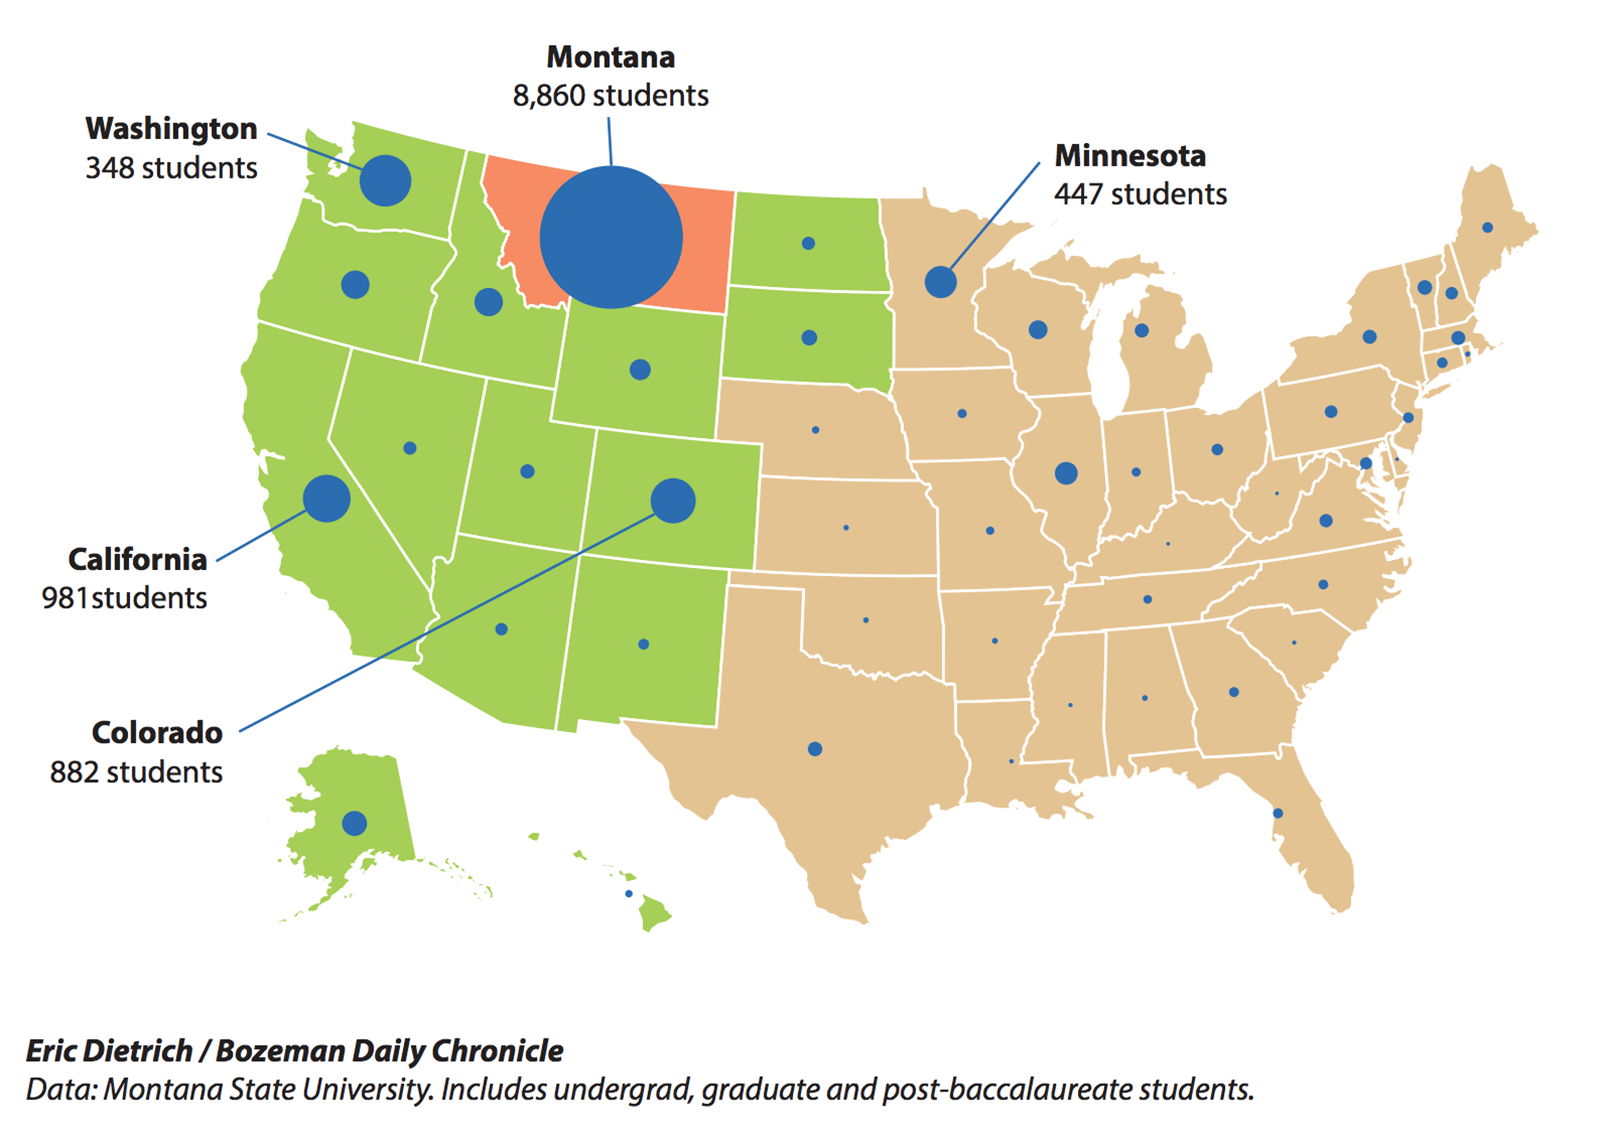 Montana
8,860 students
Washington
348 students
Minnesota
447 students
California
981students
Colorado
882 students
Eric Dietrich / Bozeman Daily Chronicle
Data: Montana State University. Includes undergrad, graduate and post-baccalaureate students.